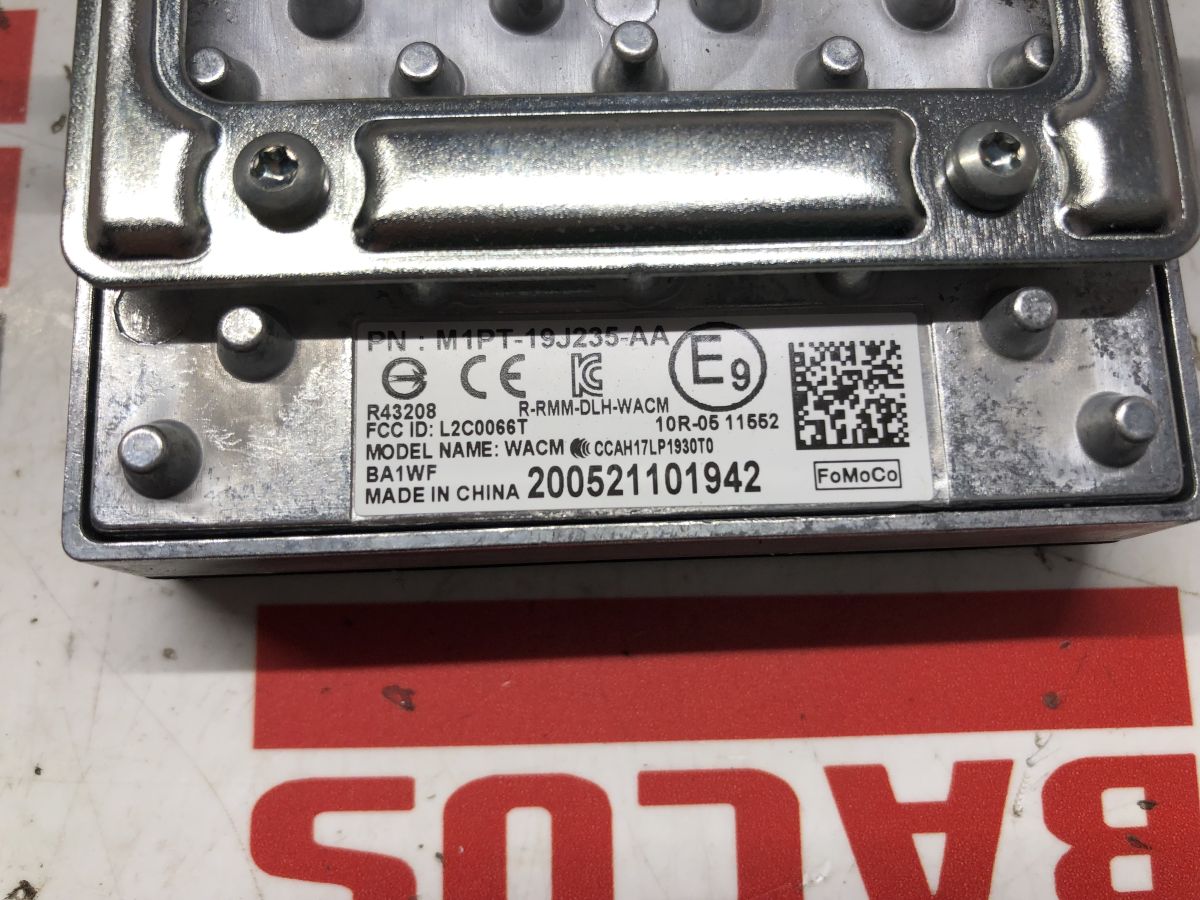 PN : M1PT-19J235-AA
CE
E9
R43208
R-RMM-DLH-WACM
FCC ID: L2C0066T
10R-05 11552
MODEL NAME: WACM
CCAH17LP1930T0
BA1WF
MADE IN CHINA 200521101942
FoMoCo